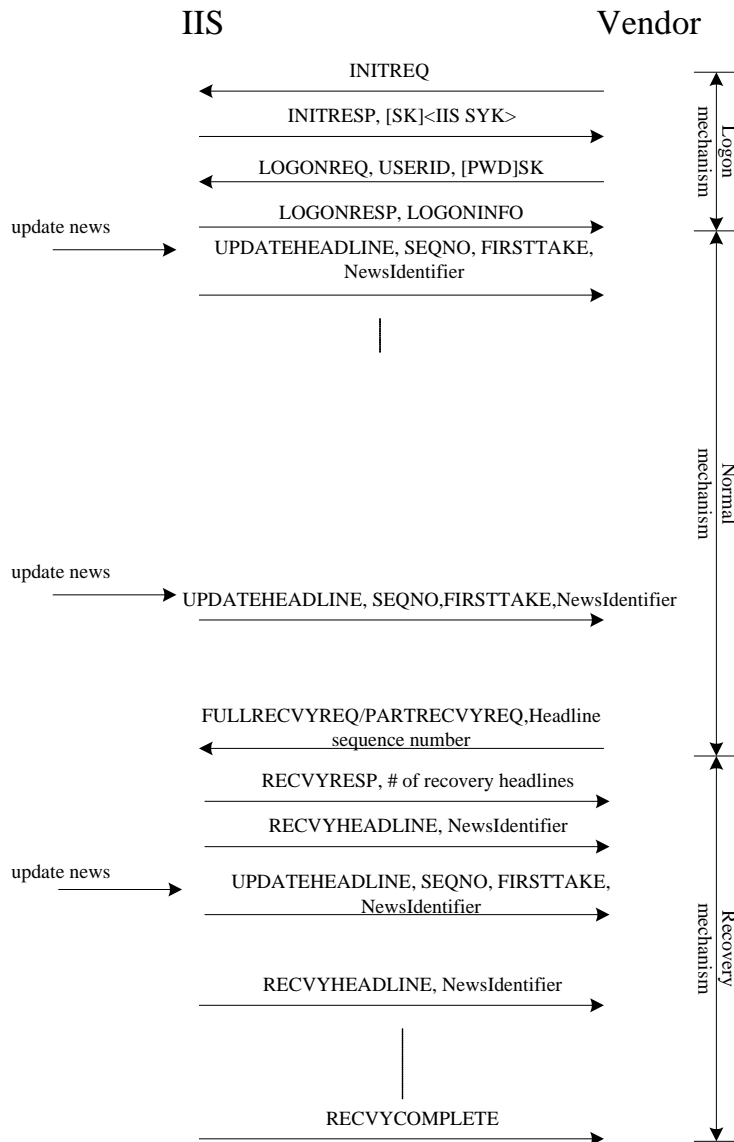 IIS Vendor
INITREQ
INITRESP, [SK]<IIS SYK>
LOGONREQ, USERID, [PWD]SK
LOGONRESP, LOGONINFO
Logon
mechanism
update news
UPDATEHEADLINE, SEQNO, FIRSTTAKE,
NewsIdentifier
Normal
mechanism
update news
UPDATEHEADLINE, SEQNO,FIRSTTAKE,NewsIdentifier
FULLRECVYREQ/PARTRECVYREQ,Headline
sequence number
RECVYRESP, # of recovery headlines
RECVYHEADLINE, NewsIdentifier
update news
UPDATEHEADLINE, SEQNO, FIRSTTAKE,
NewsIdentifier
Recovery
mechanism
RECVYHEADLINE, NewsIdentifier
RECVYCOMPLETE